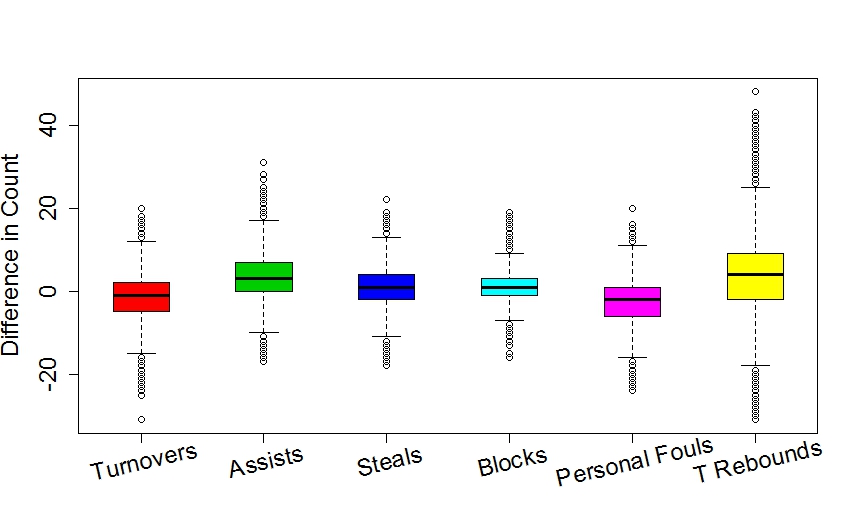 Difference in Count
40
20
0
-20
Turnovers
Assists
Steals
Blocks
Personal Fouls
T Rebounds